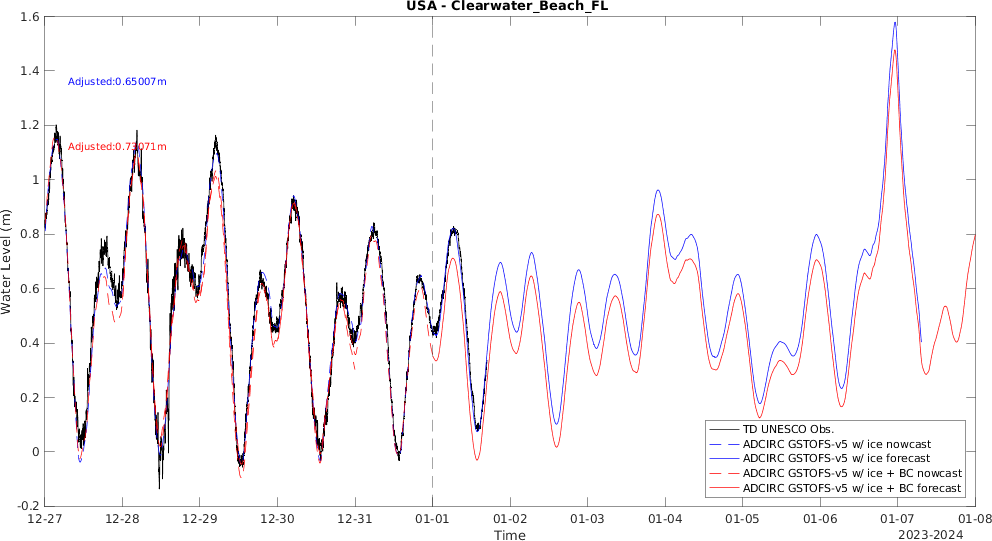 USA - Clearwater_Beach_FL
Water Level (m)
1.6
1.4
1.2
1
0.8
0.6
0.4
0.2
0
-0.2
Adjusted:0.65007m
Adjusted:0.73071m
TD UNESCO Obs.
ADCIRC GSTOFS-v5 w/ ice nowcast
ADCIRC GSTOFS-v5 w/ ice forecast
ADCIRC GSTOFS-v5 w/ ice + BC nowcast
ADCIRC GSTOFS-v5 w/ ice + BC forecast
12-27 12-28 12-29 12-30 12-31 01-01 01-02 01-03 01-04 01-05 01-06 01-07 01-08
Time
2023-2024